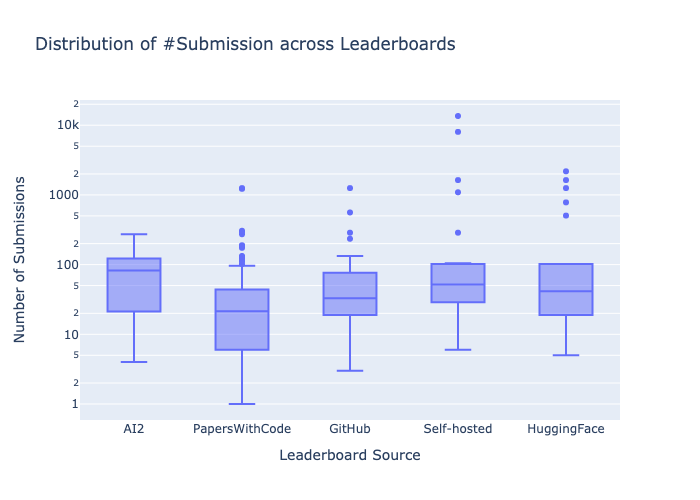 Distribution of #Submission across Leaderboards
Number of Submissions
2
10k
5
2
1000
5
2
100
5
2
10
5
2
1
AI2
PapersWithCode
GitHub
Self-hosted
HuggingFace
Leaderboard Source